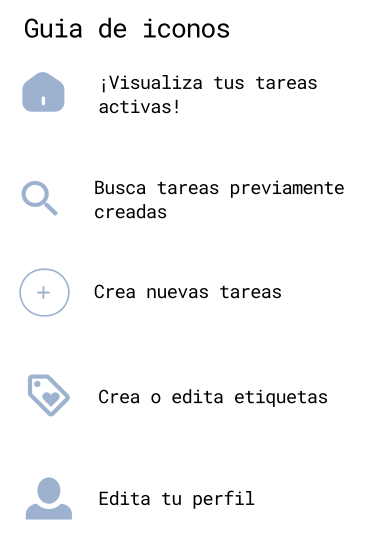 Guia de iconos
¡Visualiza tus tareas
activas!
Busca tareas previamente
creadas
Crea nuevas tareas
Crea o edita etiquetas
Edita tu perfil